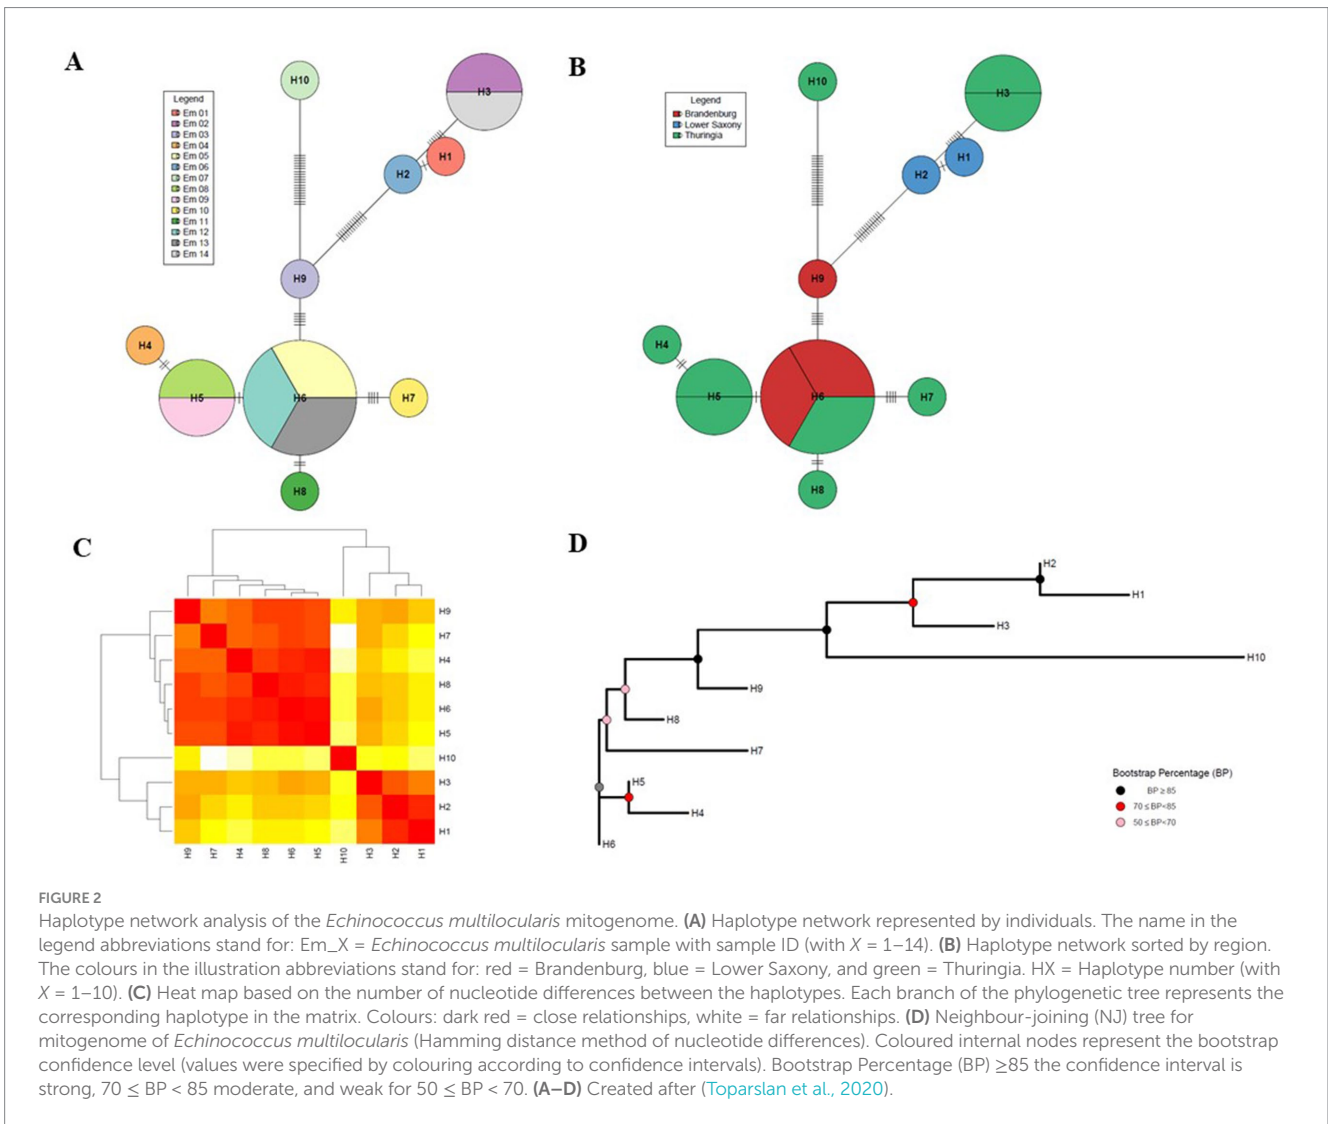 A
H10
H3
Legend
Em 01
Em 02
Em 03
Em 04
Em 05
Em 06
Em 07
Em 08
Em 09
Em 10
Em 11
Em 12
Em 13
Em 14
H1
H2
H9
H4
H5
H6
H7
H8
B
H10
H3
Legend
Brandenburg
Lower Saxony
Thuringia
H1
H2
H9
H4
H5
H6
H7
H8
C
H9
H7
H4
H8
H6
H5
H10
H3
H2
H1
H9
H7
H4
H8
H6
H5
H10
H3
H2
H1
D
H2
H1
H3
H10
H9
H8
H7
H5
H4
H6
Bootstrap Percentage (BP)
BP ≥ 85
70 ≤ BP<85
50 ≤ BP<70
FIGURE 2
Haplotype network analysis of the Echinococcus multilocularis mitogenome. (A) Haplotype network represented by individuals. The name in the
legend abbreviations stand for: Em_X = Echinococcus multilocularis sample with sample ID (with X = 1–14). (B) Haplotype network sorted by region.
The colours in the illustration abbreviations stand for: red = Brandenburg, blue = Lower Saxony, and green = Thuringia. HX = Haplotype number (with
X = 1–10). (C) Heat map based on the number of nucleotide differences between the haplotypes. Each branch of the phylogenetic tree represents the
corresponding haplotype in the matrix. Colours: dark red = close relationships, white = far relationships. (D) Neighbour-joining (NJ) tree for
mitogenome of Echinococcus multilocularis (Hamming distance method of nucleotide differences). Coloured internal nodes represent the bootstrap
confidence level (values were specified by colouring according to confidence intervals). Bootstrap Percentage (BP) ≥85 the confidence interval is
strong, 70 ≤ BP < 85 moderate, and weak for 50 ≤ BP < 70. (A–D) Created after (Toparslan et al., 2020).